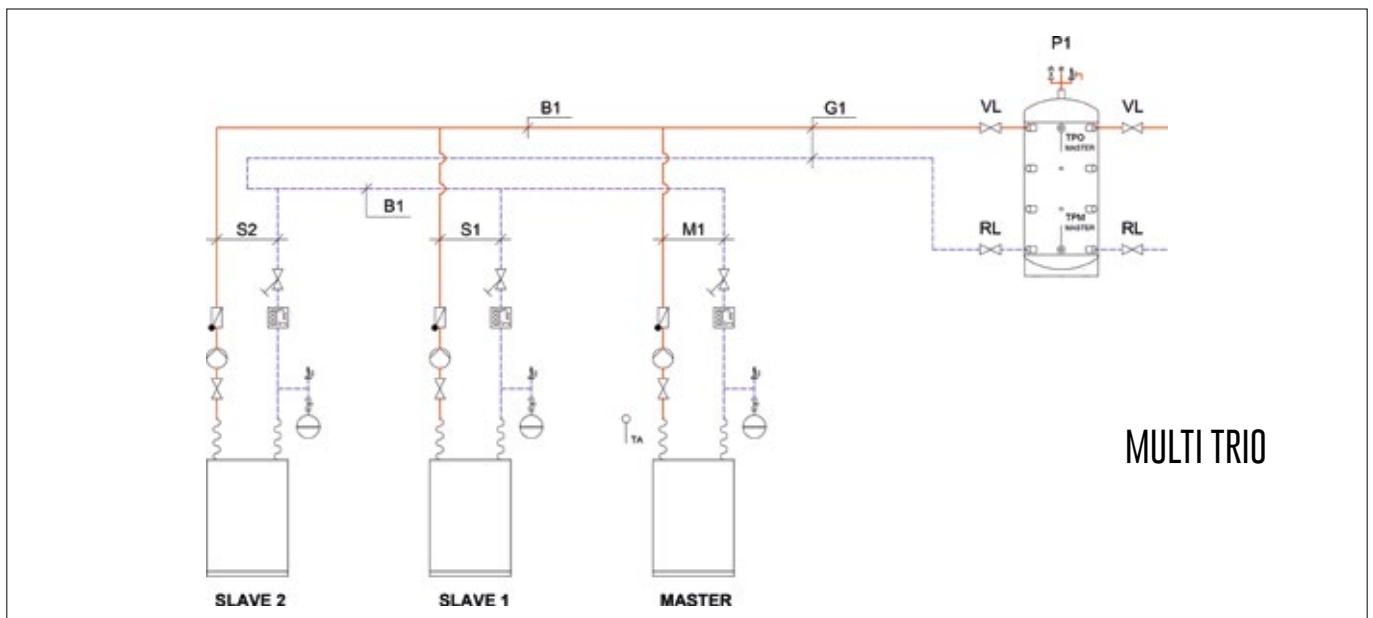 P1
B1
G1
VL
VL
TPO
MASTER
B1
S2
S1
M1
TPM
MASTER
RL
RL
TA
MULTI TRIO
SLAVE 2
SLAVE 1
MASTER